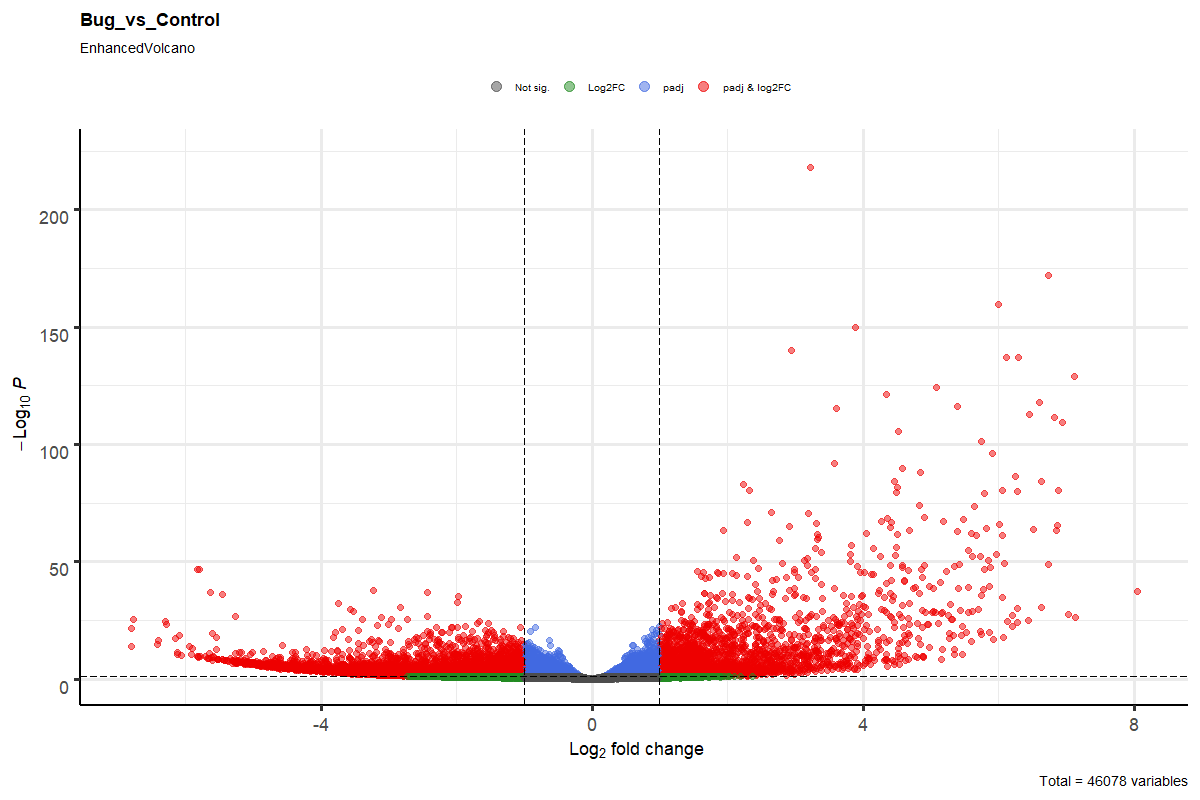 Bug_vs_Control
EnhancedVolcano
Not sig. Log2FC padj padj & log2FC
200
150
100
50
0
−Log10 P
-4 0 4 8
Log2 fold change
Total = 46078 variables